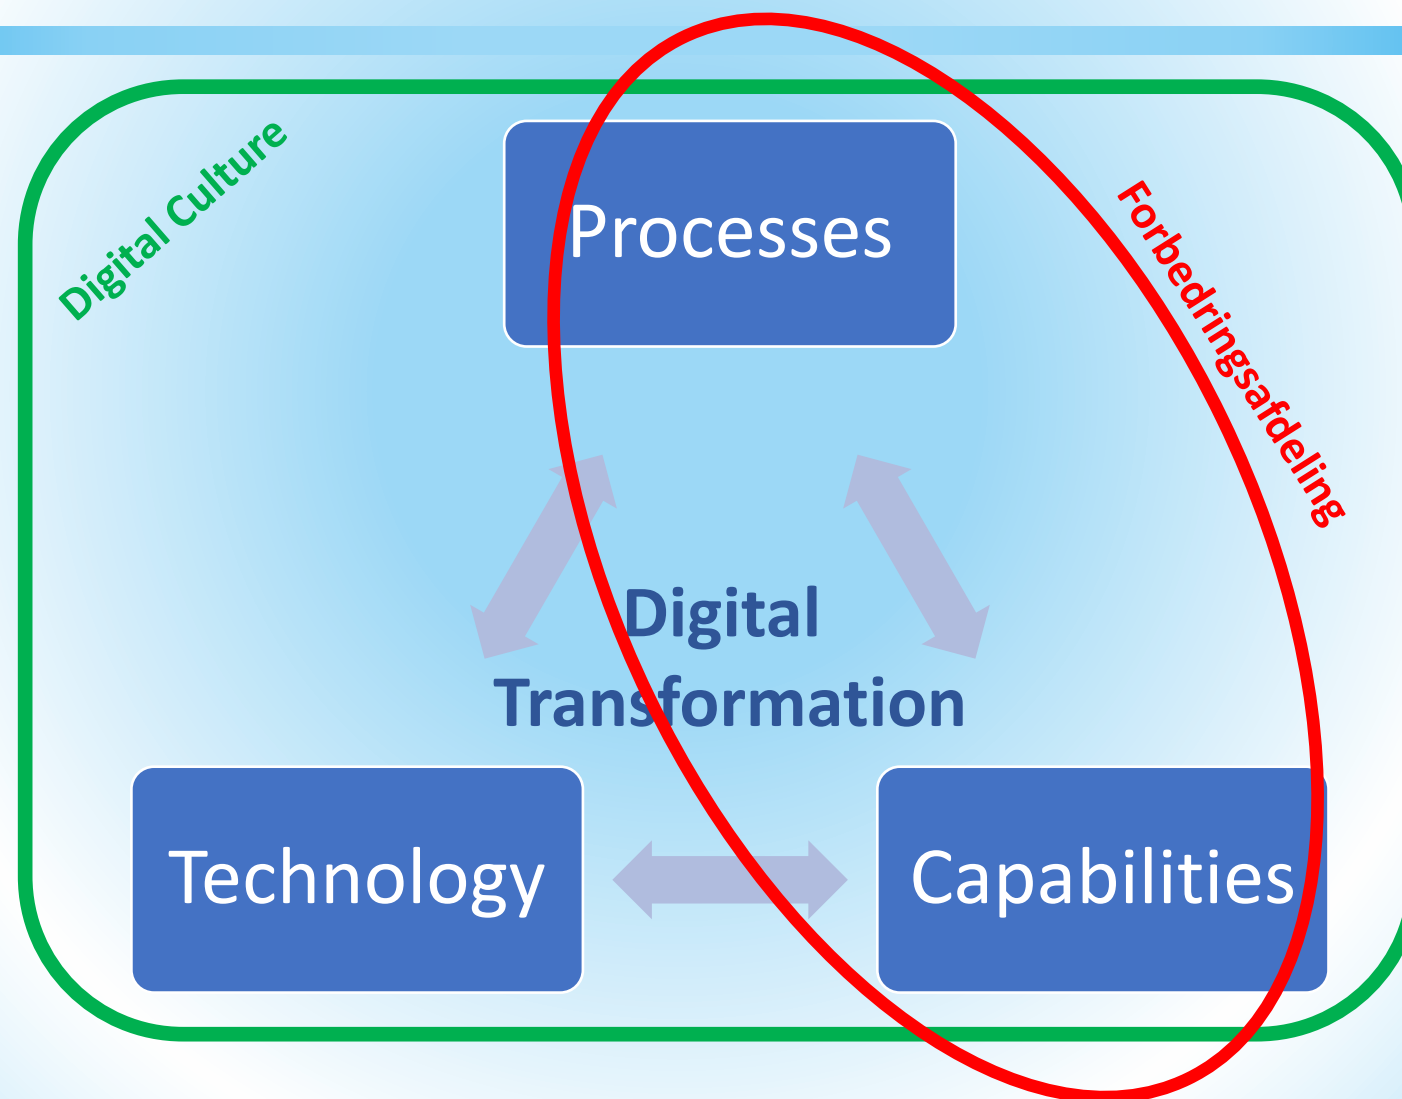 Processes
Digital Culture
Forbedringsafdeling
Digital
Transformation
Technology
Capabilities